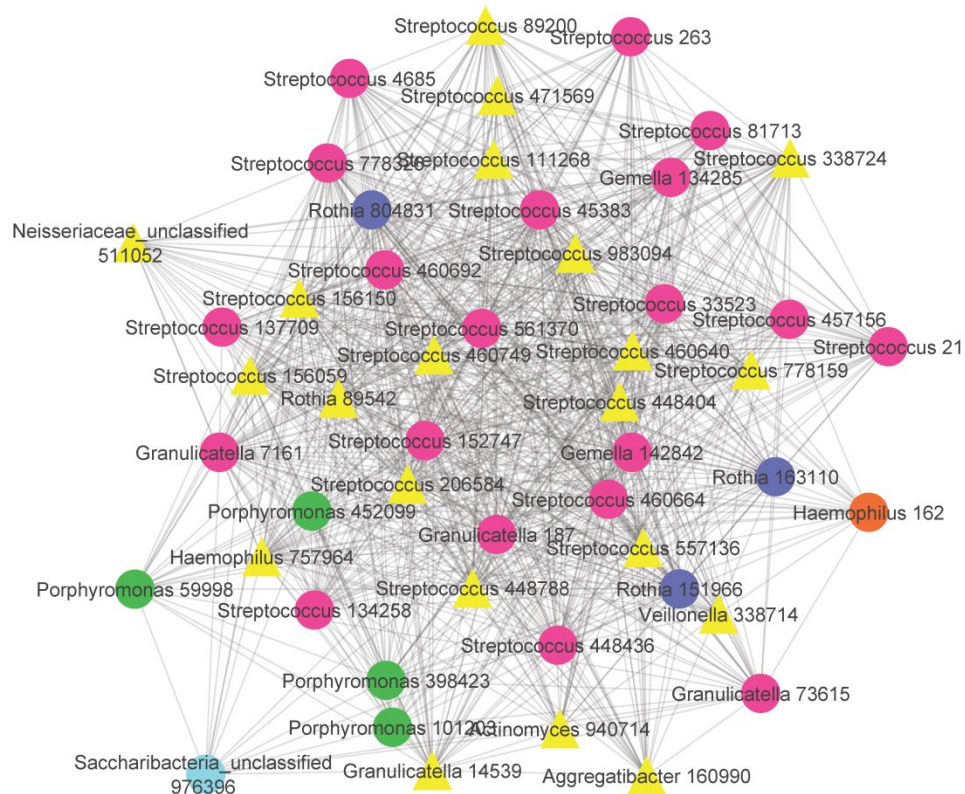 Streptococcus 89200
Streptococcus 263
Streptococcus 4685
Streptococcus 471569
Streptococcus 81713
Streptococcus 778326
Streptococcus 111268
Streptococcus 338724
Gemella 134285
Rothia 804831
Streptococcus 45383
Neisseriaceae_unclassified
511052
Streptococcus 983094
Streptococcus 460692
Streptococcus 156150
Streptococcus 33523
Streptococcus 137709
Streptococcus 561370
Streptococcus 457156
Streptococcus 21
Streptococcus 460749
Streptococcus 460640
Streptococcus 156059
Streptococcus 778159
Rothia 89542
Streptococcus 448404
Streptococcus 152747
Granulicatella 7161
Gemella 142842
Rothia 163110
Streptococcus 206584
Streptococcus 460664
Porphyromonas 452099
Haemophilus 162
Granulicatella 187
Haemophilus 757964
Streptococcus 557136
Porphyromonas 59998
Streptococcus 448788
Rothia 151966
Streptococcus 134258
Veillonella 338714
Streptococcus 448436
Porphyromonas 398423
Granulicatella 73615
Porphyromonas 101203
Actinomyces 940714
Saccharibacteria_unclassified
976396
Granulicatella 14539
Aggregatibacter 160990